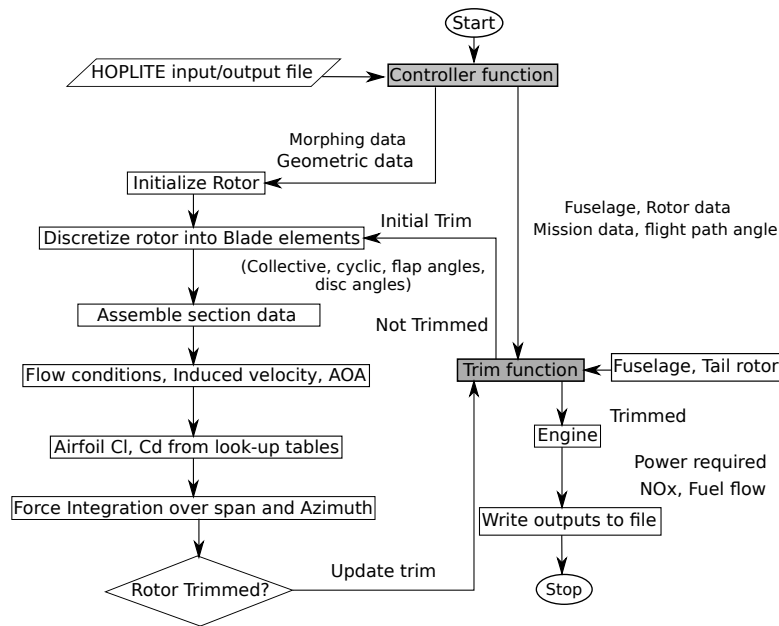 Start
HOPLITE input/output file
Controller function
Morphing data
Geometric data
Initialize Rotor
Fuselage, Rotor data
Mission data, flight path angle
Initial Trim
Discretize rotor into Blade elements
(Collective, cyclic, flap angles,
disc angles)
Assemble section data
Not Trimmed
Flow conditions, Induced velocity, AOA
Trim function
Fuselage, Tail rotor
Trimmed
Engine
Airfoil Cl, Cd from look-up tables
Power required
NOx, Fuel flow
Force Integration over span and Azimuth
Write outputs to file
Rotor Trimmed?
Update trim
Stop